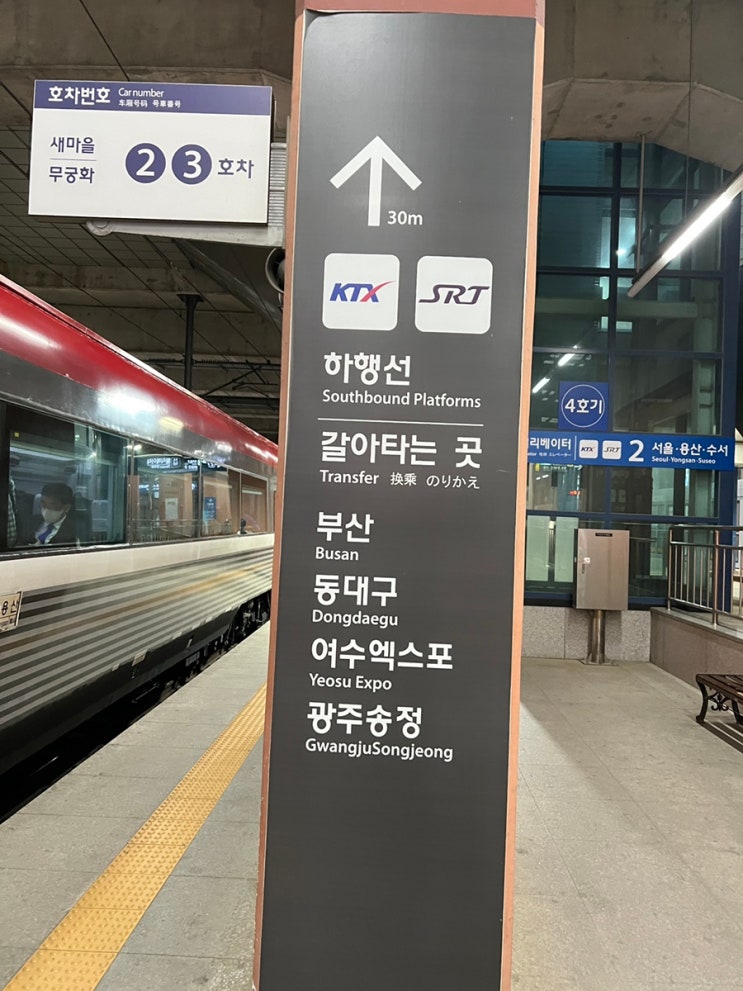 호차번호 Car number
车厢号码 号車番号
새마을
무궁화
2 3 호차
30m
KTX SRT
하행선
Southbound Platforms
갈아타는 곳
Transfer 换乘 のりかえ
부산
Busan
동대구
Dongdaegu
여수엑스포
Yeosu Expo
광주송정
GwangjuSongjeong
4호기
리베이터 KTX SRT 2 서울·용산·수서
Seoul·Yongsan·Suseo
용산